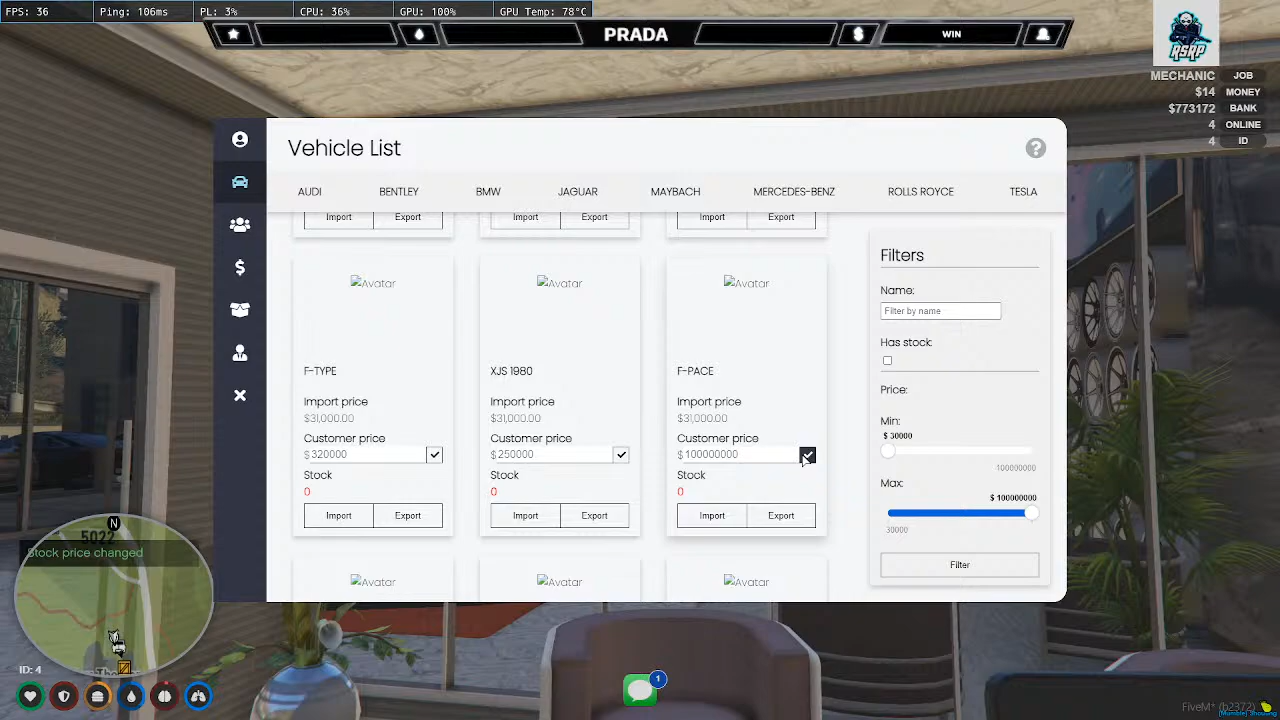 FPS: 36 Ping: 106ms PL: 3% CPU: 36% GPU: 100% GPU Temp: 78°C
PRADA
WIN
RSRP
MECHANIC JOB
$14 MONEY
$773172 BANK
4 ONLINE
4 ID
Vehicle List
?
AUDI BENTLEY BMW JAGUAR MAYBACH MERCEDES-BENZ ROLLS ROYCE TESLA
Import Export Import Export Import Export
Avatar Avatar Avatar
F-TYPE XJS 1980 F-PACE
Import price Import price Import price
$31,000.00 $31,000.00 $31,000.00
Customer price Customer price Customer price
$ 320000 $ 250000 $ 100000000
Stock Stock Stock
0 0 0
Import Export Import Export Import Export
Avatar Avatar Avatar
Filters
Name:
Filter by name
Has stock:
Price:
Min:
$ 30000
100000000
Max:
$ 100000000
30000
Filter
N
5022
Stock price changed
ID: 4
1
FiveM* (b2372)